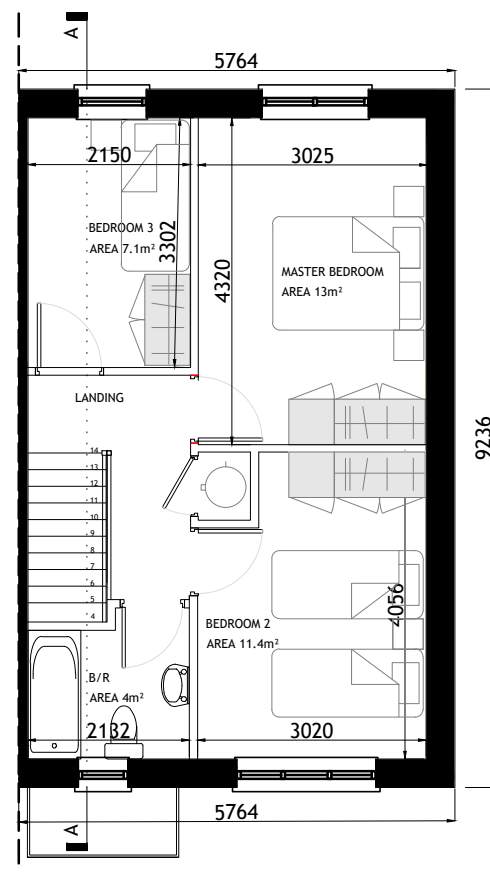 A
5764
2150
3025
BEDROOM 3
AREA 7.1m²
3302
4320
MASTER BEDROOM
AREA 13m²
LANDING
9236
14
13
12
11
10
9
8
7
6
5
4
4056
BEDROOM 2
AREA 11.4m²
B/R
AREA 4m²
2132
3020
5764
A